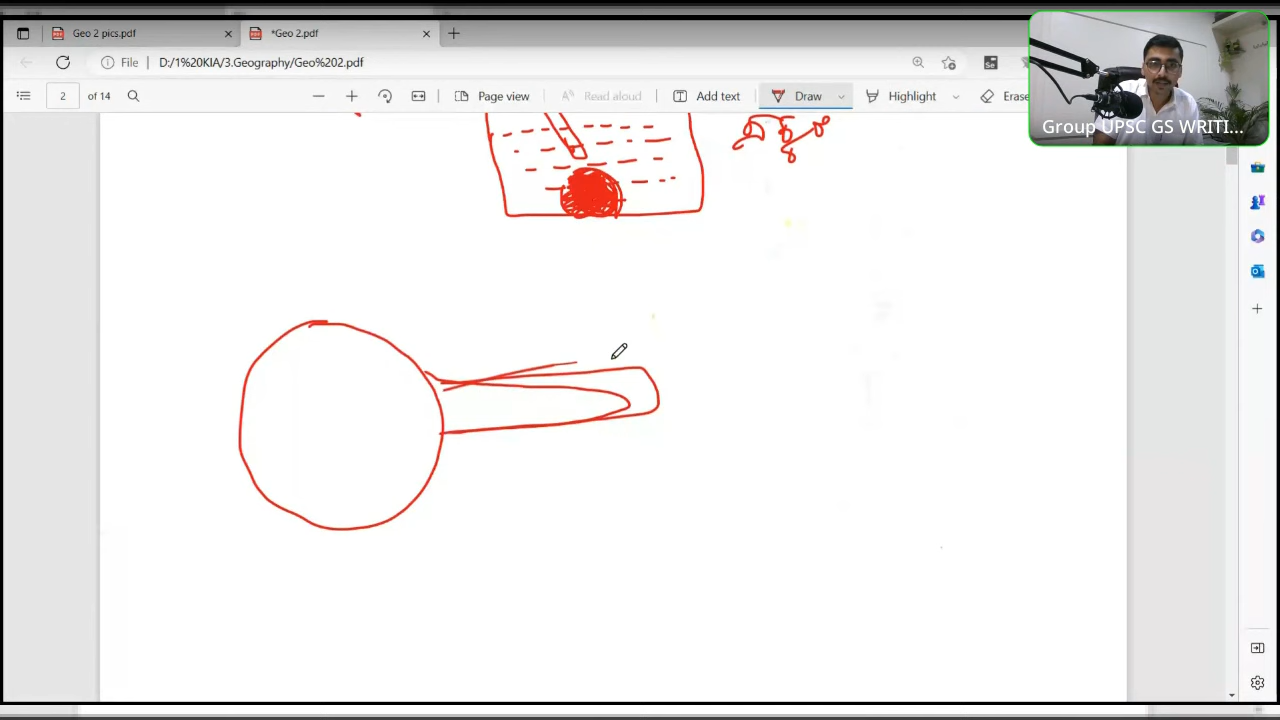 Geo 2 pics.pdf
*Geo 2.pdf
File
D:/1%20KIA/3.Geography/Geo%202.pdf
2
of 14
Page view
Read aloud
Add text
Draw
Highlight
Erase
Group UPSC GS WRITI...